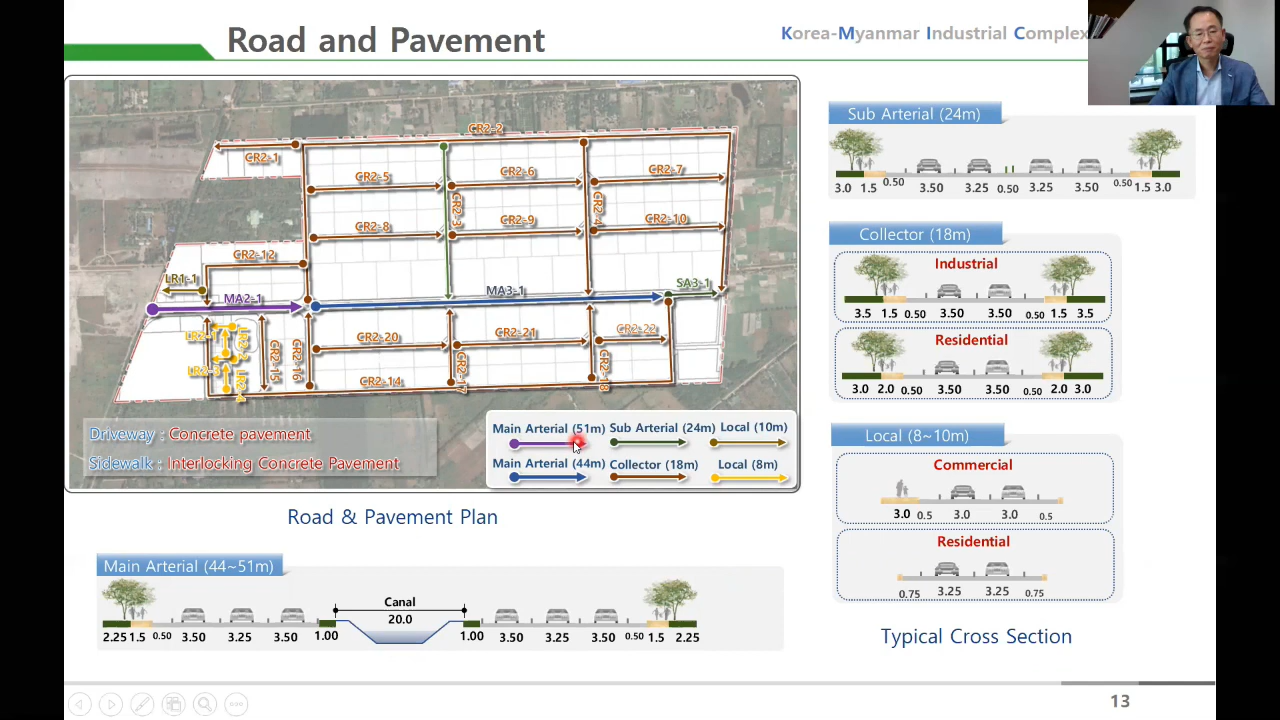 Road and Pavement
Korea-Myanmar Industrial Complex
CR2-2
CR2-1
CR2-5
CR2-6
CR2-7
CR2-3
CR2-4
CR2-8
CR2-9
CR2-10
CR2-12
LR1-1
MA2-1
MA3-1
SA3-1
CR2-15
CR2-16
CR2-20
CR2-21
CR2-22
CR2-14
CR2-17
CR2-18
Driveway : Concrete pavement
Sidewalk : Interlocking Concrete Pavement
Main Arterial (51m) Sub Arterial (24m) Local (10m)
Main Arterial (44m) Collector (18m) Local (8m)
Road & Pavement Plan
Main Arterial (44~51m)
Canal
20.0
2.25 1.5 0.50 3.50 3.25 3.50 1.00 1.00 3.50 3.25 3.50 0.50 1.5 2.25
Sub Arterial (24m)
3.0 1.5 0.50 3.50 3.25 0.50 3.25 3.50 0.50 1.5 3.0
Collector (18m)
Industrial
3.5 1.5 0.50 3.50 3.50 0.50 1.5 3.5
Residential
3.0 2.0 0.50 3.50 3.50 0.50 2.0 3.0
Local (8~10m)
Commercial
3.0 0.5 3.0 3.0 0.5
Residential
0.75 3.25 3.25 0.75
Typical Cross Section
13